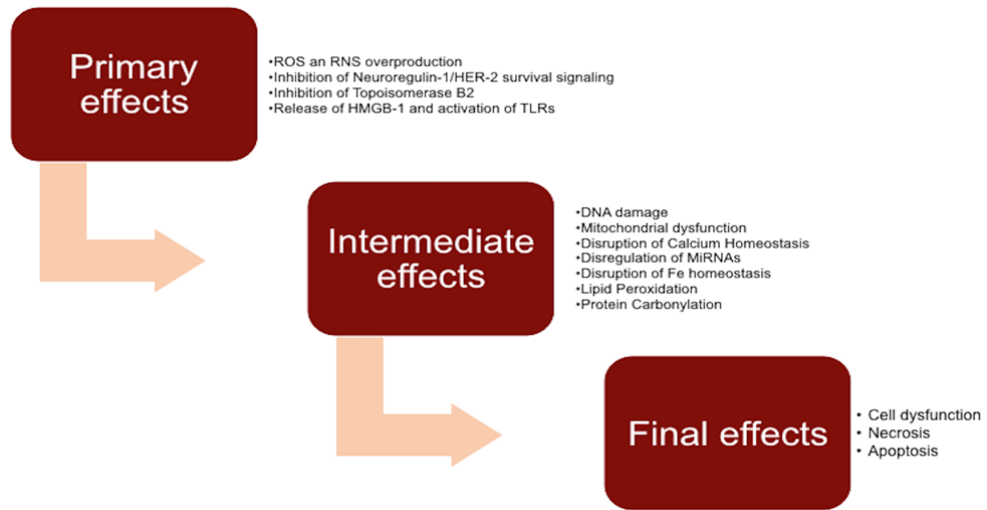 Primary
effects
•ROS an RNS overproduction
•Inhibition of Neuroregulin-1/HER-2 survival signaling
•Inhibition of Topoisomerase B2
•Release of HMGB-1 and activation of TLRs
Intermediate
effects
•DNA damage
•Mitochondrial dysfunction
•Disruption of Calcium Homeostasis
•Disregulation of MiRNAs
•Disruption of Fe homeostasis
•Lipid Peroxidation
•Protein Carbonylation
Final effects
• Cell dysfunction
• Necrosis
• Apoptosis